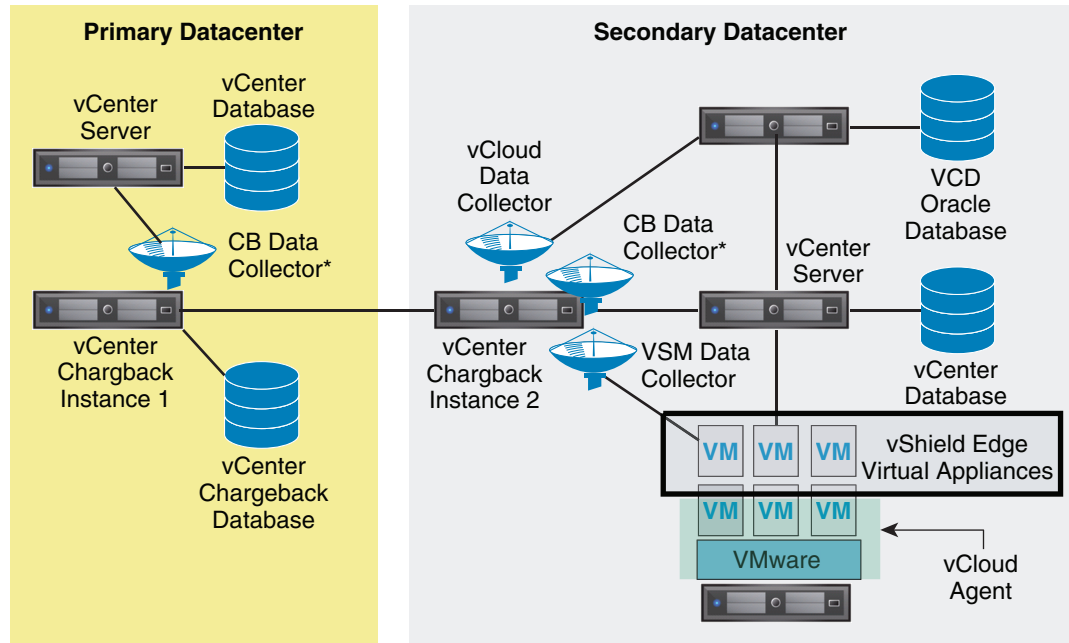 Primary Datacenter
vCenter
Database
vCenter
Server
CB Data
Collector*
vCenter
Chargback
Instance 1
vCenter
Chargeback
Database
Secondary Datacenter
vCloud
Data
Collector
VCD
Oracle
Database
CB Data
Collector*
vCenter
Server
vCenter
Chargback
Instance 2
VSM Data
Collector
vCenter
Database
VM VM VM
vShield Edge
Virtual Appliances
VM VM VM
VMware
vCloud
Agent